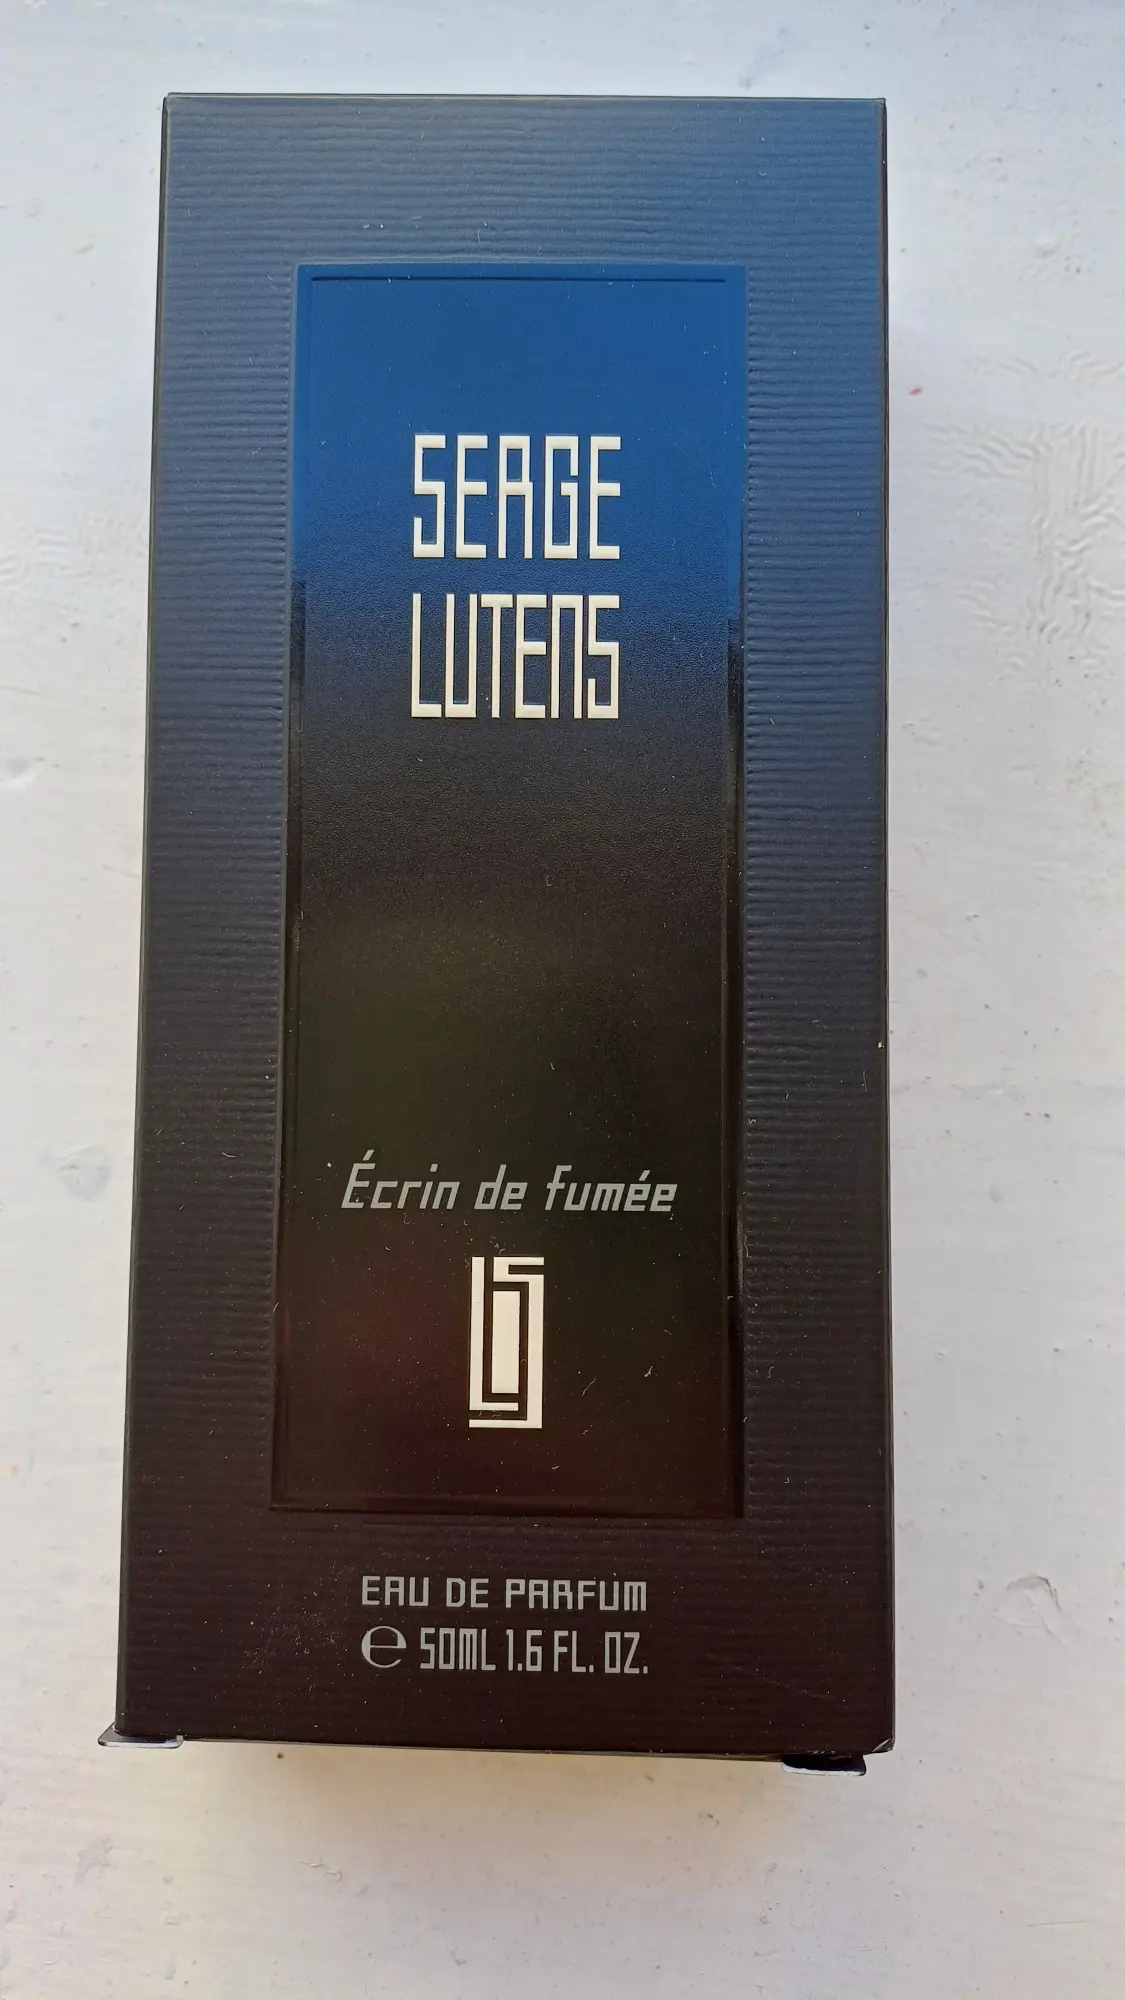 SERGE
LUTENS
Écrin de fumée
EAU DE PARFUM
℮ 50ML 1.6 FL. OZ.